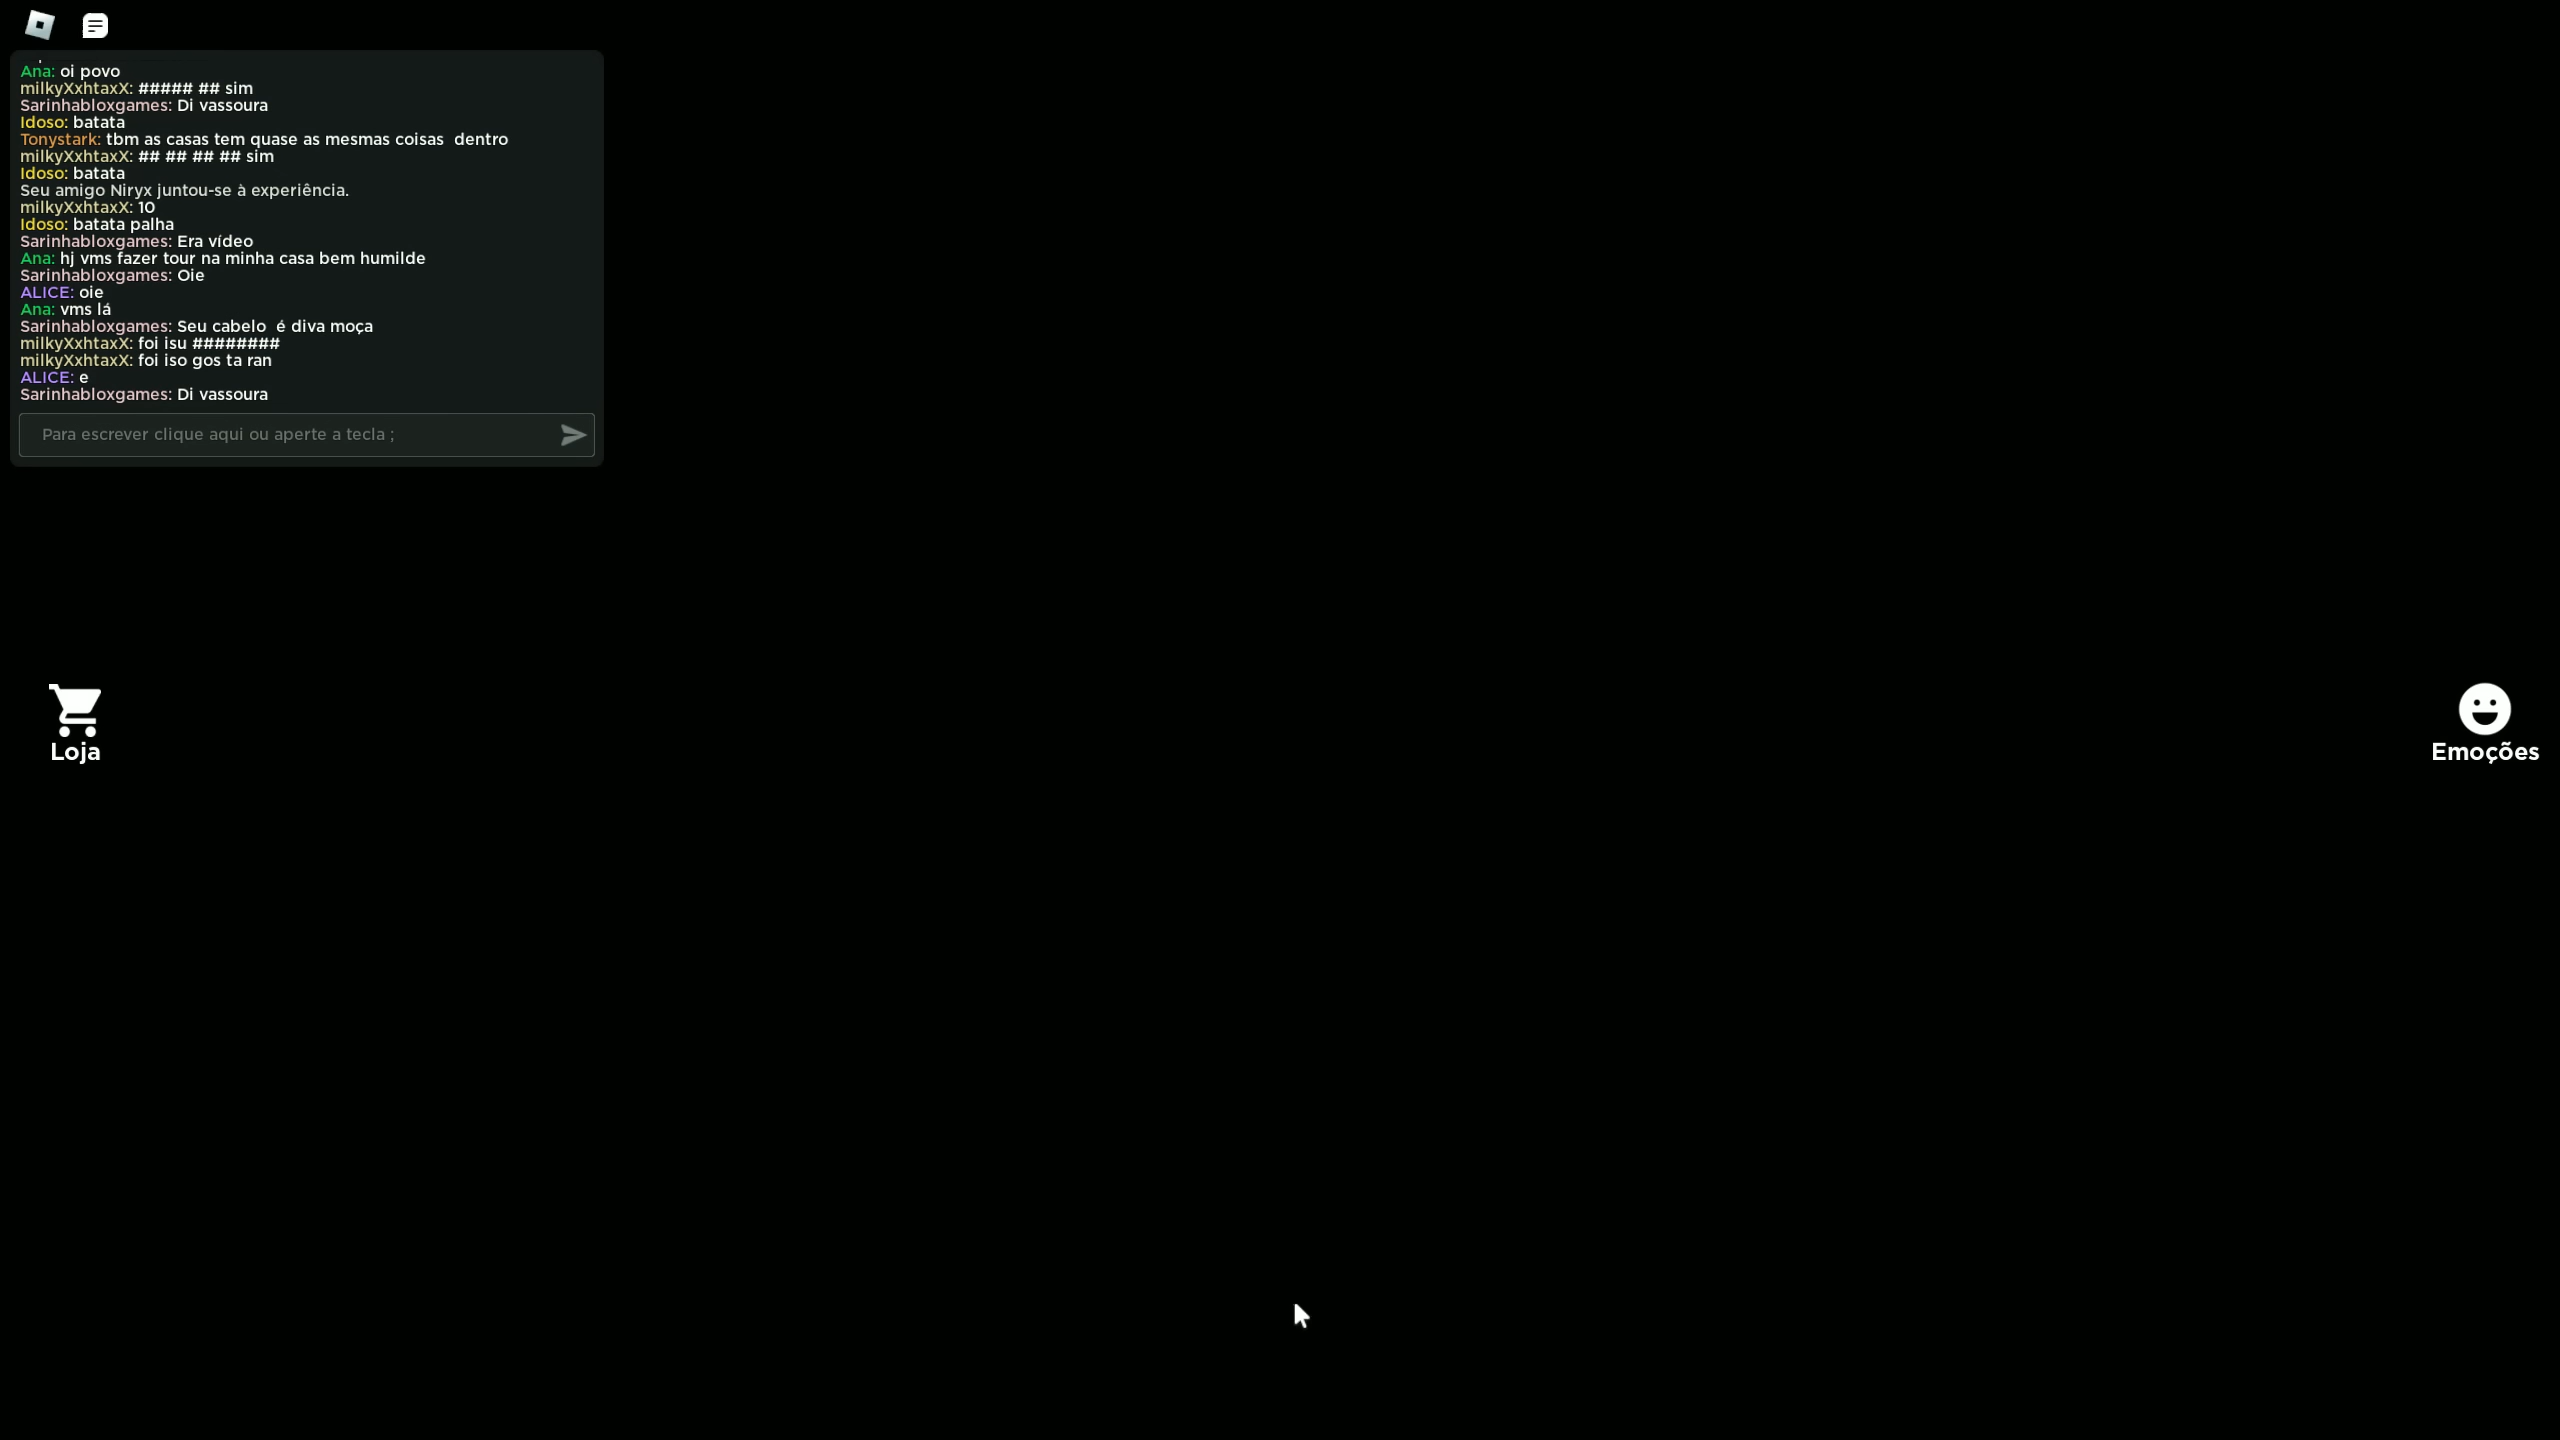 Ana: oi povo
milkyXxhtaxX: ##### ## sim
Sarinhabloxgames: Di vassoura
Idoso: batata
Tonystark: tbm as casas tem quase as mesmas coisas  dentro
milkyXxhtaxX: ## ## ## ## sim
Idoso: batata
Seu amigo Niryx juntou-se à experiência.
milkyXxhtaxX: 10
Idoso: batata palha
Sarinhabloxgames: Era vídeo
Ana: hj vms fazer tour na minha casa bem humilde
Sarinhabloxgames: Oie
ALICE: oie
Ana: vms lá
Sarinhabloxgames: Seu cabelo  é diva moça
milkyXxhtaxX: foi isu ########
milkyXxhtaxX: foi iso gos ta ran
ALICE: e
Sarinhabloxgames: Di vassoura
Para escrever clique aqui ou aperte a tecla ;
Loja
Emoções